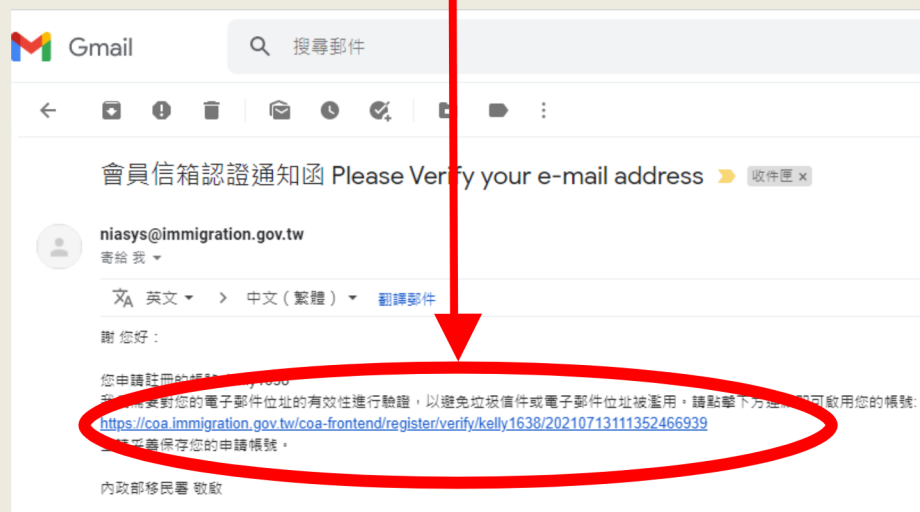 Gmail
搜尋郵件
會員信箱認證通知函 Please Verify your e-mail address 收件匣 ×
niasys@immigration.gov.tw
寄給 我
英文 > 中文（繁體） 翻譯郵件
謝 您好：
您申請註冊的帳號
需要對您的電子郵件位址的有效性進行驗證，以避免垃圾信件或電子郵件位址被濫用。請點擊下方連結即可啟用您的帳號:
https://coa.immigration.gov.tw/coa-frontend/register/verify/kelly1638/20210713111352466939
妥善保存您的申請帳號。
內政部移民署 敬啟